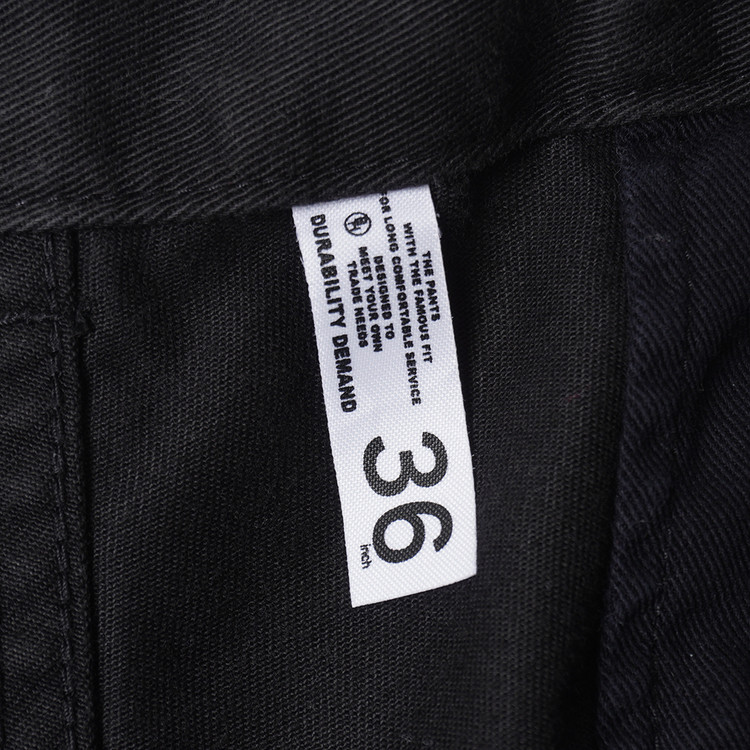 THE PANTS
WITH THE FAMOUS FIT
FOR LONG COMFORTABLE SERVICE
DESIGNED TO
MEET YOUR OWN
TRADE NEEDS
DURABILITY DEMAND
36
inch